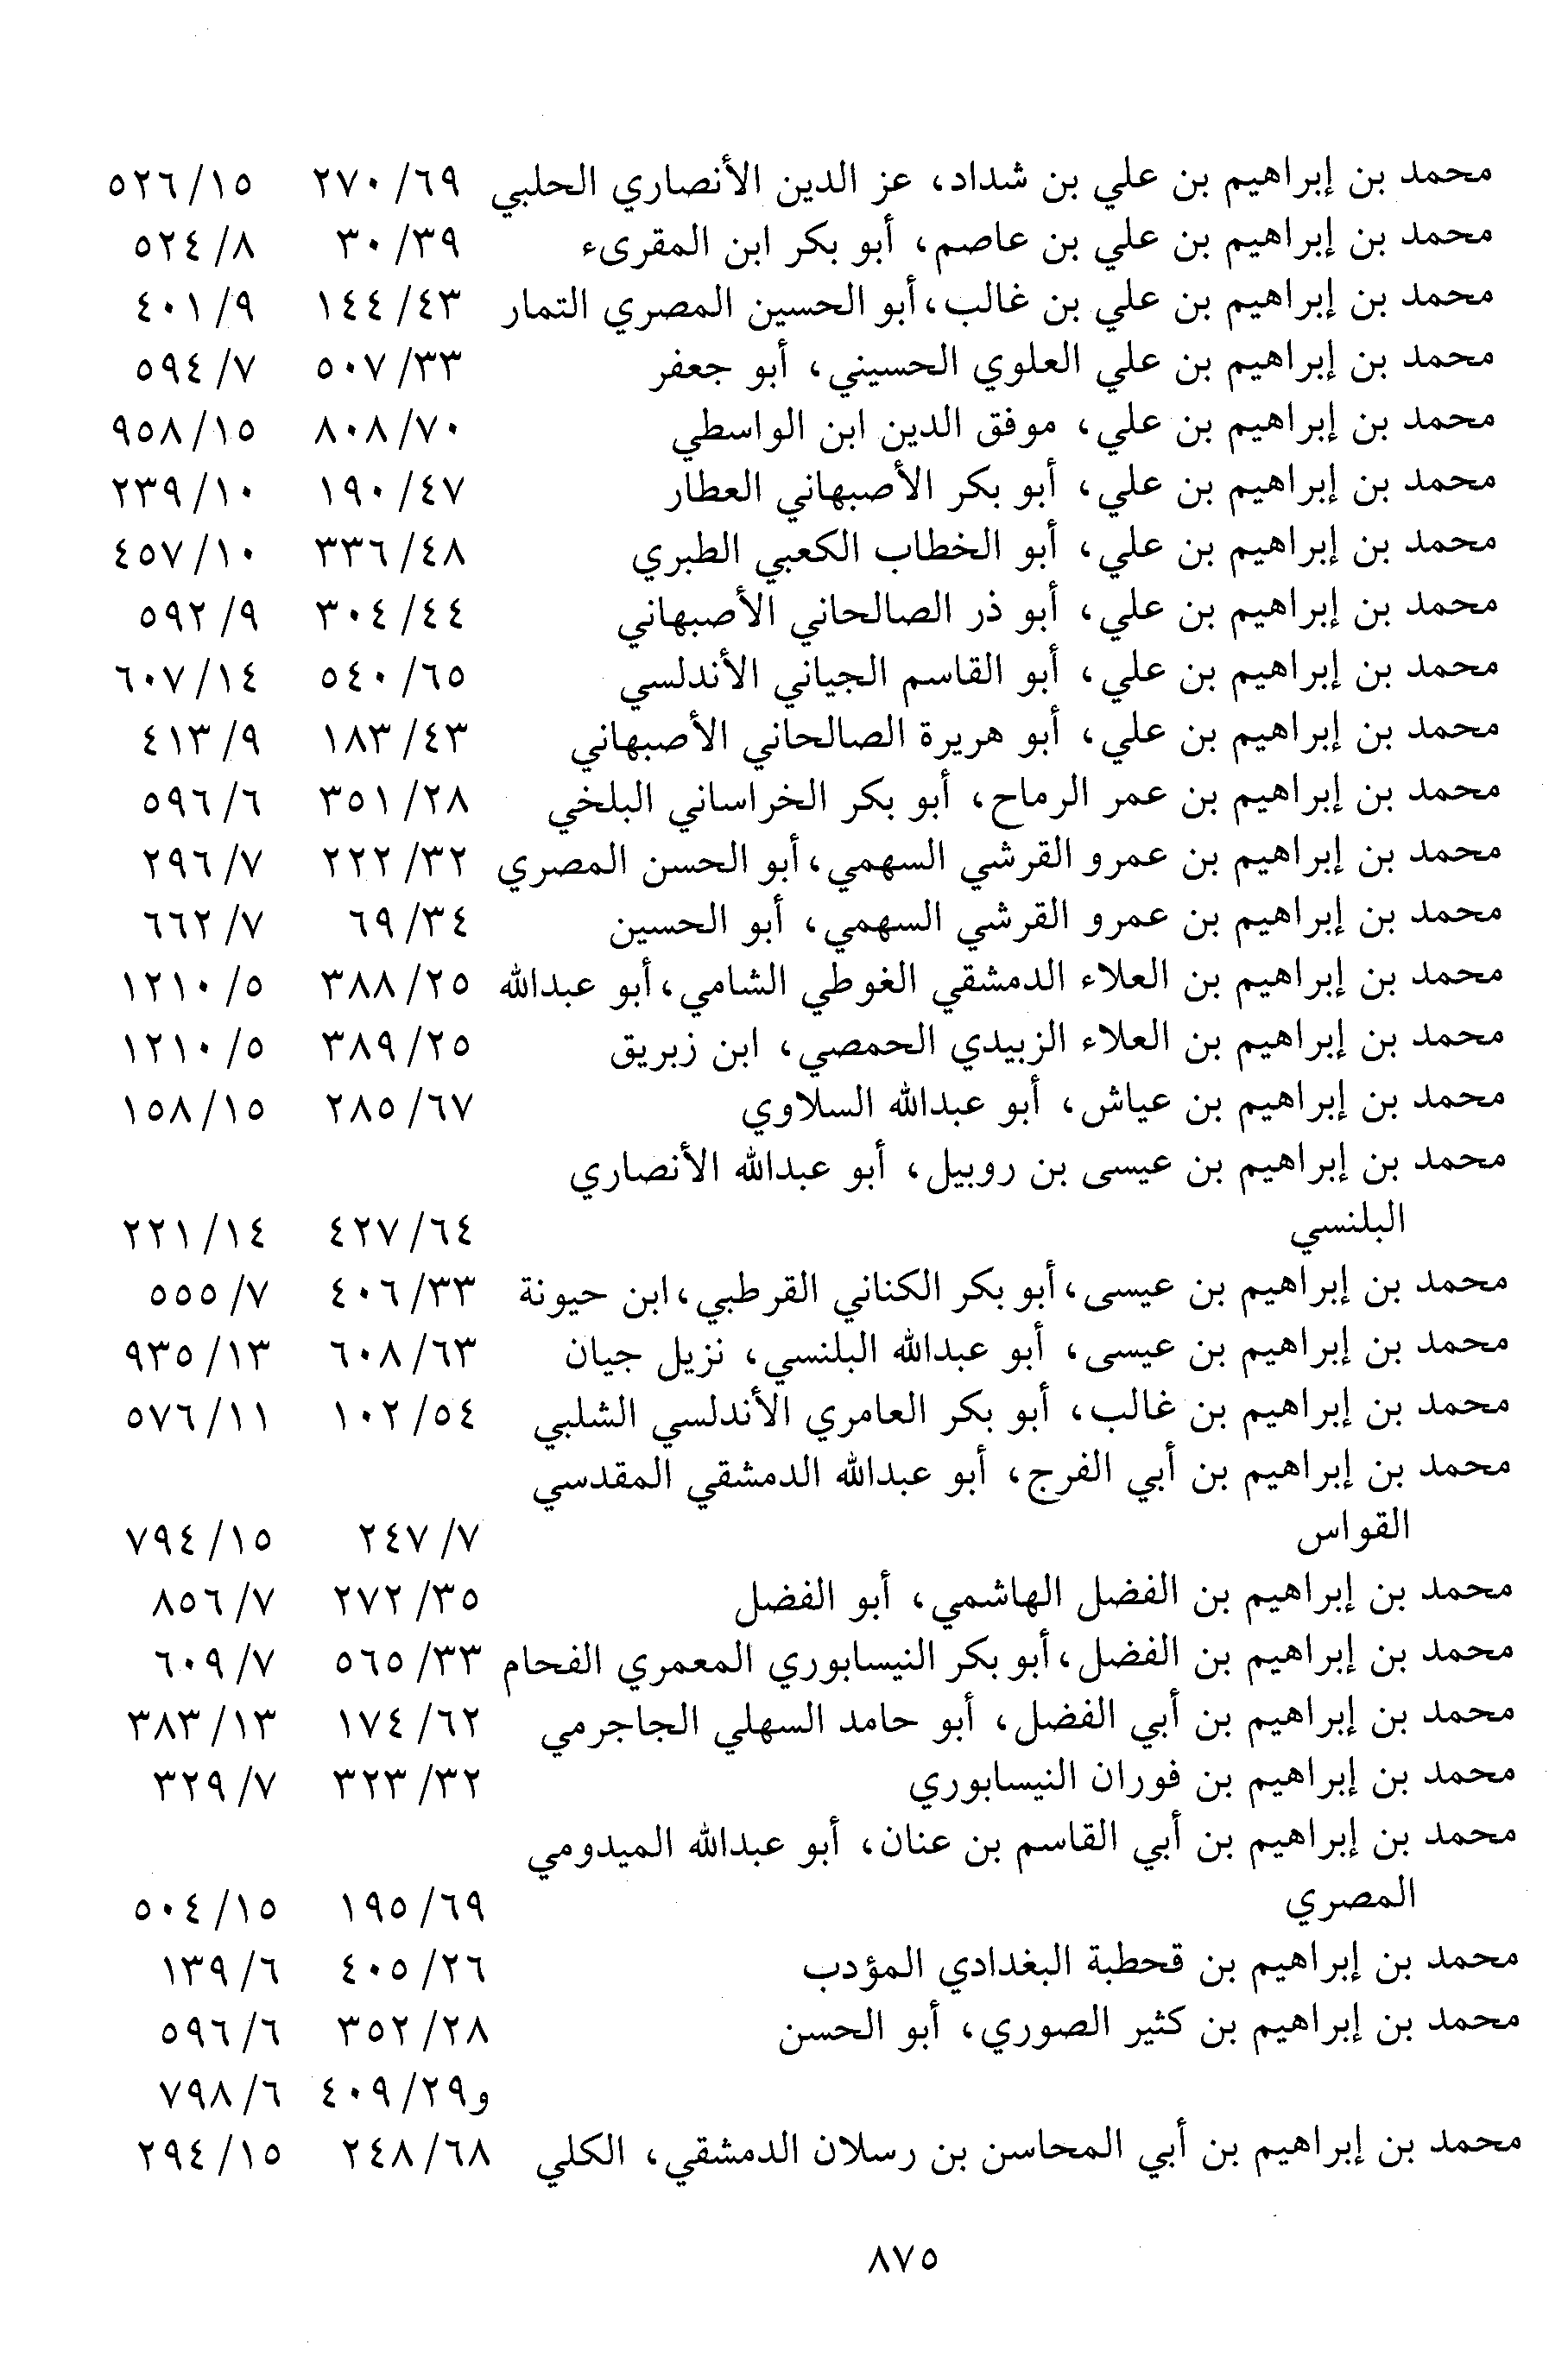 محمد بن إبراهيم بن علي بن شداد، عز الدين الأنصاري الحلبي ٦٩/ ٢٧٠ ١٥/ ٥٢٦
محمد بن إبراهيم بن علي بن عاصم، أبو بكر ابن المقرىء ٣٩/ ٣٠ ٨/ ٥٢٤
محمد بن إبراهيم بن علي بن غالب، أبو الحسين المصري التمار ٤٣/ ١٤٤ ٩/ ٤٠١
محمد بن إبراهيم بن علي العلوي الحسيني، أبو جعفر ٣٣/ ٥٠٧ ٧/ ٥٩٤
محمد بن إبراهيم بن علي، موفق الدين ابن الواسطي ٧٠/ ٨٠٨ ١٥/ ٩٥٨
محمد بن إبراهيم بن علي، أبو بكر الأصبهاني العطار ٤٧/ ١٩٠ ١٠/ ٢٣٩
محمد بن إبراهيم بن علي، أبو الخطاب الكعبي الطبري ٤٨/ ٣٣٦ ١٠/ ٤٥٧
محمد بن إبراهيم بن علي، أبو ذر الصالحاني الأصبهاني ٤٤/ ٣٠٤ ٩/ ٥٩٢
محمد بن إبراهيم بن علي، أبو القاسم الجياني الأندلسي ٦٥/ ٥٤٠ ١٤/ ٦٠٧
محمد بن إبراهيم بن علي، أبو هريرة الصالحاني الأصبهاني ٤٣/ ١٨٣ ٩/ ٤١٣
محمد بن إبراهيم بن عمر الرماح، أبو بكر الخراساني البلخي ٢٨/ ٣٥١ ٦/ ٥٩٦
محمد بن إبراهيم بن عمرو القرشي السهمي، أبو الحسن المصري ٣٢/ ٢٢٢ ٧/ ٢٩٦
محمد بن إبراهيم بن عمرو القرشي السهمي، أبو الحسين ٣٤/ ٦٩ ٧/ ٦٦٢
محمد بن إبراهيم بن العلاء الدمشقي الغوطي الشامي، أبو عبدالله ٢٥/ ٣٨٨ ٥/ ١٢١٠
محمد بن إبراهيم بن العلاء الزبيدي الحمصي، ابن زبريق ٢٥/ ٣٨٩ ٥/ ١٢١٠
محمد بن إبراهيم بن عياش، أبو عبدالله السلاوي ٦٧/ ٢٨٥ ١٥/ ١٥٨
محمد بن إبراهيم بن عيسى بن روبيل، أبو عبدالله الأنصاري
البلنسي ٦٤/ ٤٢٧ ١٤/ ٢٢١
محمد بن إبراهيم بن عيسى، أبو بكر الكناني القرطبي، ابن حيونة ٣٣/ ٤٠٦ ٧/ ٥٥٥
محمد بن إبراهيم بن عيسى، أبو عبدالله البلنسي، نزيل جيان ٦٣/ ٦٠٨ ١٣/ ٩٣٥
محمد بن إبراهيم بن غالب، أبو بكر العامري الأندلسي الشلبي ٥٤/ ١٠٢ ١١/ ٥٧٦
محمد بن إبراهيم بن أبي الفرج، أبو عبدالله الدمشقي المقدسي
القواس ٧/ ٢٤٧ ١٥/ ٧٩٤
محمد بن إبراهيم بن الفضل الهاشمي، أبو الفضل ٣٥/ ٢٧٢ ٧/ ٨٥٦
محمد بن إبراهيم بن الفضل، أبو بكر النيسابوري المعمري الفحام ٣٣/ ٥٦٥ ٧/ ٦٠٩
محمد بن إبراهيم بن أبي الفضل، أبو حامد السهلي الجاجرمي ٦٢/ ١٧٤ ١٣/ ٣٨٣
محمد بن إبراهيم بن فوران النيسابوري ٣٢/ ٣٢٣ ٧/ ٣٢٩
محمد بن إبراهيم بن أبي القاسم بن عنان، أبو عبدالله الميدومي
المصري ٦٩/ ١٩٥ ١٥/ ٥٠٤
محمد بن إبراهيم بن قحطبة البغدادي المؤدب ٢٦/ ٤٠٥ ٦/ ١٣٩
محمد بن إبراهيم بن كثير الصوري، أبو الحسن ٢٨/ ٣٥٢ ٦/ ٥٩٦
و٢٩/ ٤٠٩ ٦/ ٧٩٨
محمد بن إبراهيم بن أبي المحاسن بن رسلان الدمشقي، الكلي ٦٨/ ٢٤٨ ١٥/ ٢٩٤
٨٧٥